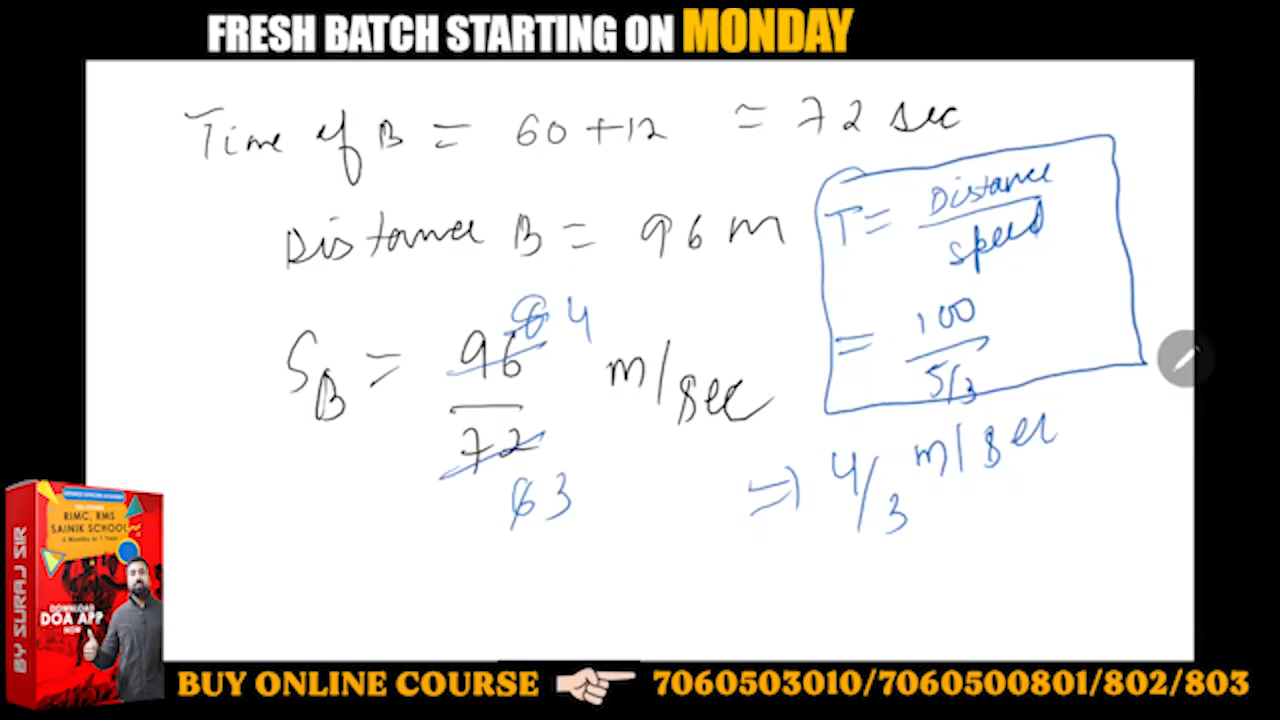 FRESH BATCH STARTING ON MONDAY
Time of B = 60 + 12 = 72 sec
Distance B = 96 m
T = Distance / speed
= 100 / 5/3
S_B = 96 / 72 m/sec
8 4
6 3
=) 4/3 m/sec
BY SURAJ SIR
RIMC, RMS
SAINIK SCHOOL
DOWNLOAD
DOA APP
NOW
BUY ONLINE COURSE 7060503010/7060500801/802/803